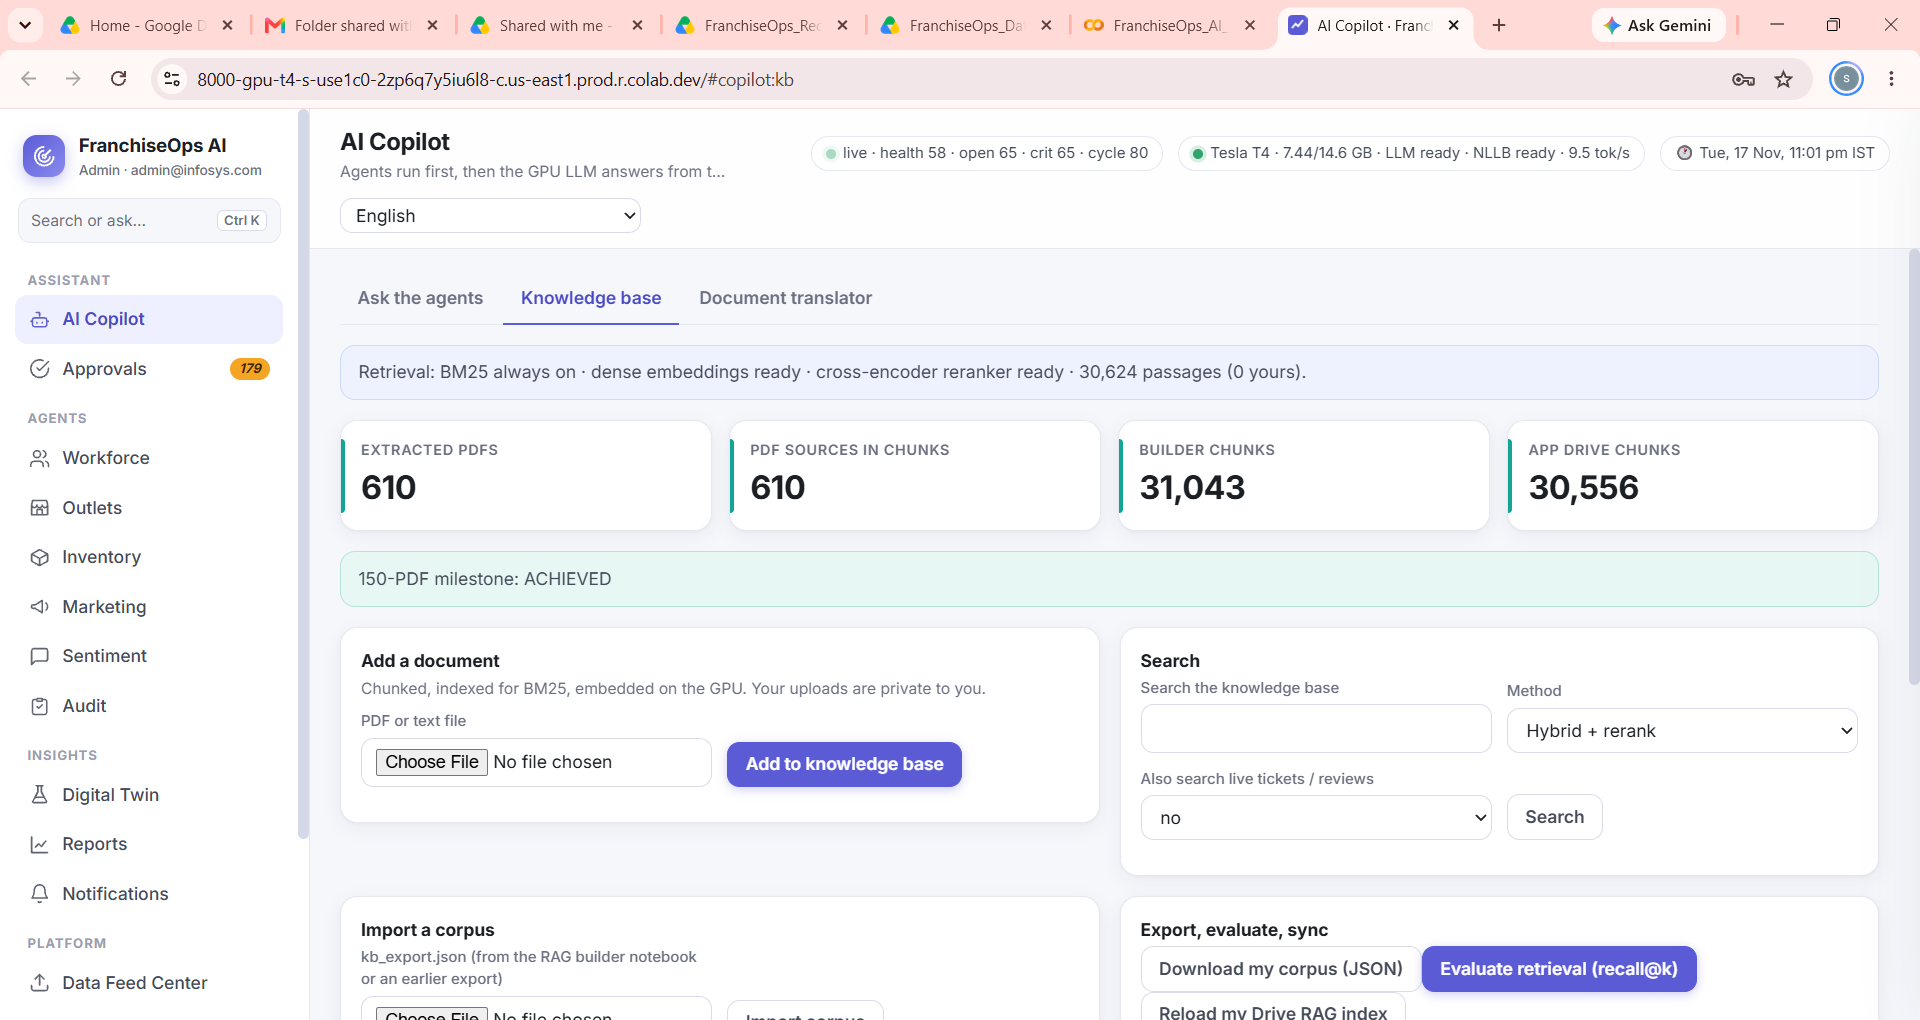 Home - Google D
Folder shared wit
Shared with me -
FranchiseOps_Rec
FranchiseOps_Da
FranchiseOps_AI_
AI Copilot · Franc
Ask Gemini
8000-gpu-t4-s-use1c0-2zp6q7y5iu6l8-c.us-east1.prod.r.colab.dev/#copilot:kb
S
FranchiseOps AI
Admin · admin@infosys.com
Search or ask...
Ctrl K
ASSISTANT
AI Copilot
Approvals
179
AGENTS
Workforce
Outlets
Inventory
Marketing
Sentiment
Audit
INSIGHTS
Digital Twin
Reports
Notifications
PLATFORM
Data Feed Center
AI Copilot
Agents run first, then the GPU LLM answers from t...
live · health 58 · open 65 · crit 65 · cycle 80
Tesla T4 · 7.44/14.6 GB · LLM ready · NLLB ready · 9.5 tok/s
Tue, 17 Nov, 11:01 pm IST
English
Ask the agents
Knowledge base
Document translator
Retrieval: BM25 always on · dense embeddings ready · cross-encoder reranker ready · 30,624 passages (0 yours).
EXTRACTED PDFS
610
PDF SOURCES IN CHUNKS
610
BUILDER CHUNKS
31,043
APP DRIVE CHUNKS
30,556
150-PDF milestone: ACHIEVED
Add a document
Chunked, indexed for BM25, embedded on the GPU. Your uploads are private to you.
PDF or text file
Choose File No file chosen
Add to knowledge base
Search
Search the knowledge base
Method
Hybrid + rerank
Also search live tickets / reviews
no
Search
Import a corpus
kb_export.json (from the RAG builder notebook
or an earlier export)
Choose File No file chosen
Import corpus
Export, evaluate, sync
Download my corpus (JSON)
Evaluate retrieval (recall@k)
Reload my Drive RAG index